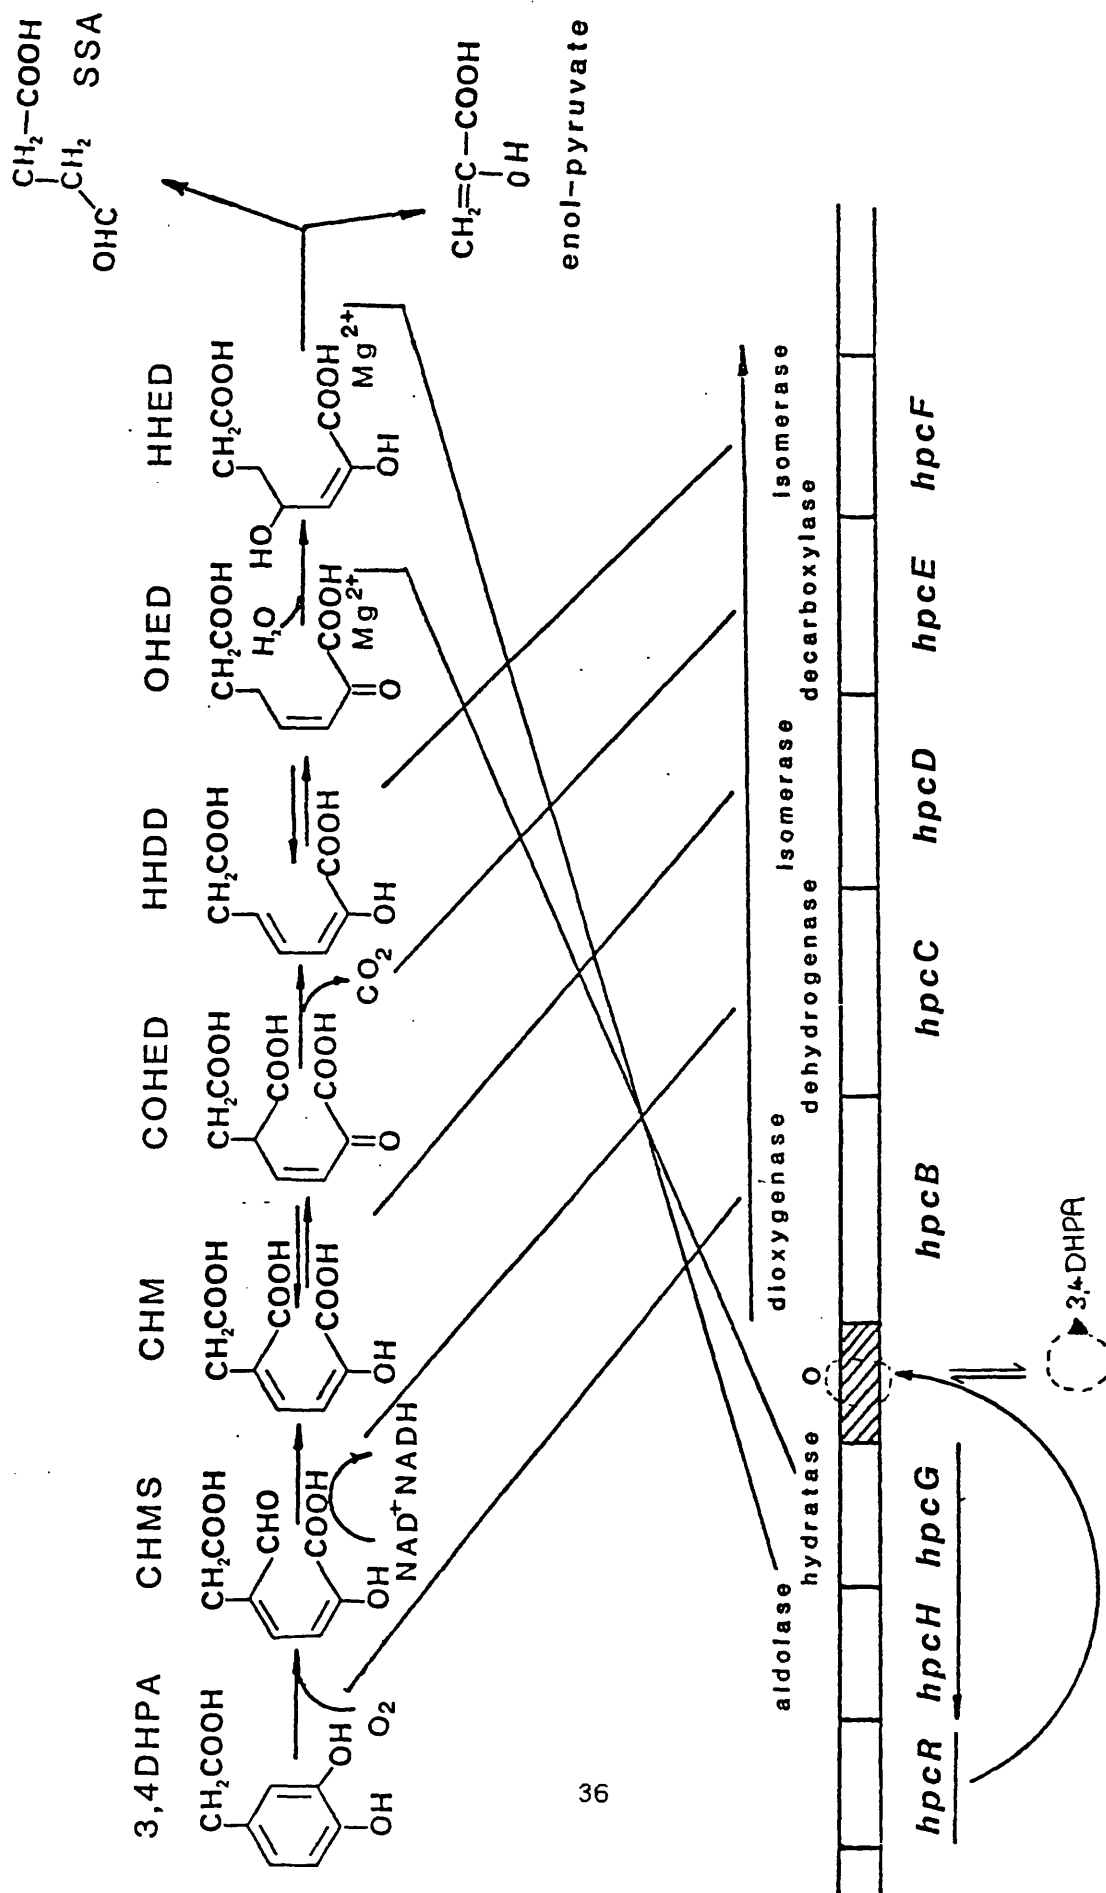 3,4DHPA CHMS CHM COHED HHDD OHED HHED
CH2COOH
OH
OH
O2
CH2COOH
CHO
COOH
OH
NAD+ NADH
CH2COOH
COOH
COOH
OH
CH2COOH
COOH
COOH
O
CO2
CH2COOH
COOH
OH
CH2COOH
H2O
COOH
Mg2+
O
CH2COOH
HO
COOH
Mg2+
OH
CH2—COOH
CH2
OHC
SSA
CH2=C—COOH
OH
enol-pyruvate
aldolase
hydratase
O
dioxygenase
dehydrogenase
Isomerase
decarboxylase
Isomerase
hpcR hpcH hpcG hpcB hpcC hpcD hpcE hpcF
3,4DHPA
36